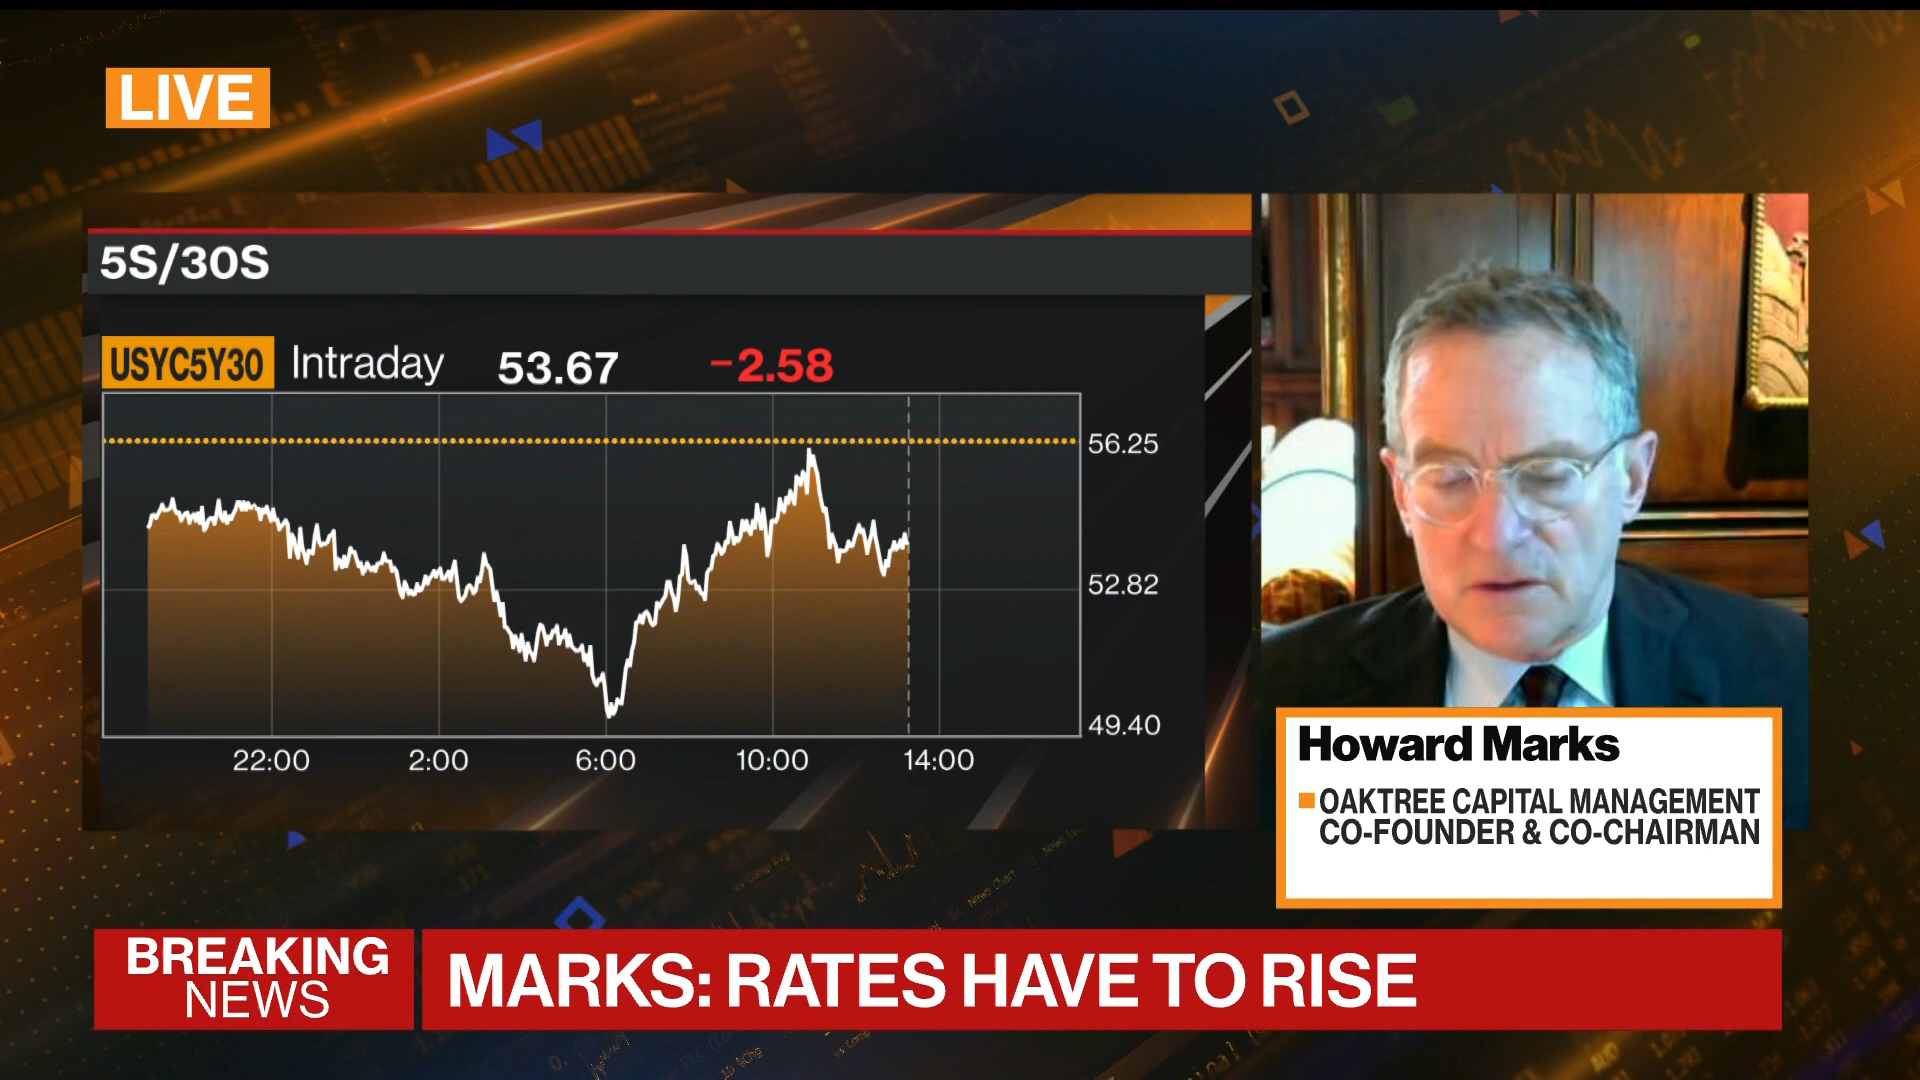 LIVE
5S/30S
USYC5Y30 Intraday 53.67 -2.58
56.25
52.82
49.40
22:00 2:00 6:00 10:00 14:00
Howard Marks
OAKTREE CAPITAL MANAGEMENT
CO-FOUNDER & CO-CHAIRMAN
BREAKING
NEWS
MARKS: RATES HAVE TO RISE